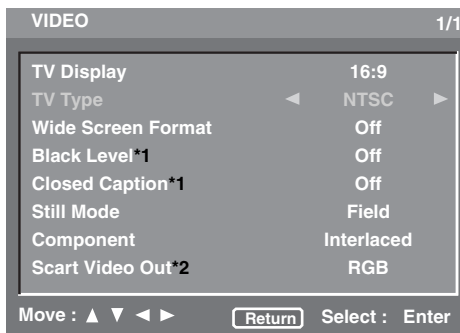 VIDEO 1/1
TV Display 16:9
TV Type ◄ NTSC ►
Wide Screen Format Off
Black Level*1 Off
Closed Caption*1 Off
Still Mode Field
Component Interlaced
Scart Video Out*2 RGB
Move : ▲ ▼ ◄ ► Return Select : Enter